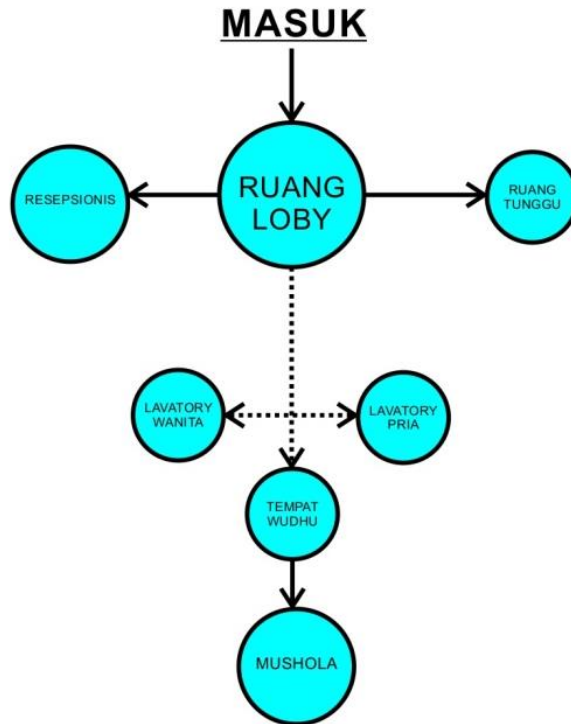 MASUK
RESEPSIONIS
RUANG
LOBY
RUANG
TUNGGU
LAVATORY
WANITA
LAVATORY
PRIA
TEMPAT
WUDHU
MUSHOLA